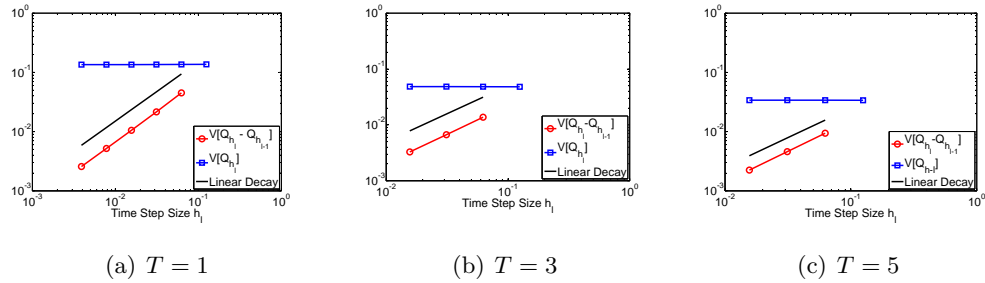 10^0
10^-1
10^-2
10^-3
10^-3
10^-2
10^-1
10^0
Time Step Size h_l
V[Q_{h_l} - Q_{h_{l-1}}]
V[Q_{h_l}]
Linear Decay
(a) T = 1
10^0
10^-1
10^-2
10^-3
10^-2
10^-1
10^0
Time Step Size h_l
V[Q_{h_l}-Q_{h_{l-1}}]
V[Q_{h_l}]
Linear Decay
(b) T = 3
10^0
10^-1
10^-2
10^-3
10^-2
10^-1
10^0
Time Step Size h_l
V[Q_{h_l}-Q_{h_{l-1}}]
V[Q_{h-l}]
Linear Decay
(c) T = 5